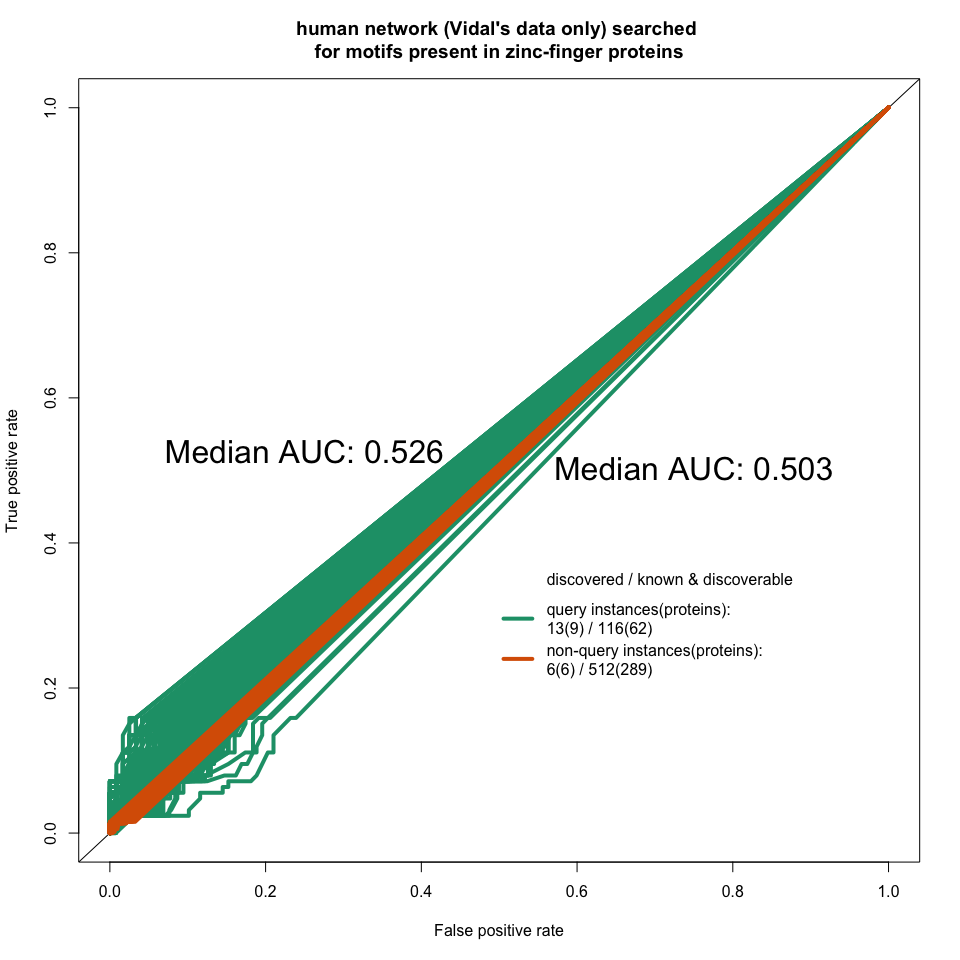 human network (Vidal's data only) searched
for motifs present in zinc-finger proteins
True positive rate
1.0
0.8
0.6
0.4
0.2
0.0
Median AUC: 0.526
Median AUC: 0.503
discovered / known & discoverable
query instances(proteins):
13(9) / 116(62)
non-query instances(proteins):
6(6) / 512(289)
0.0 0.2 0.4 0.6 0.8 1.0
False positive rate